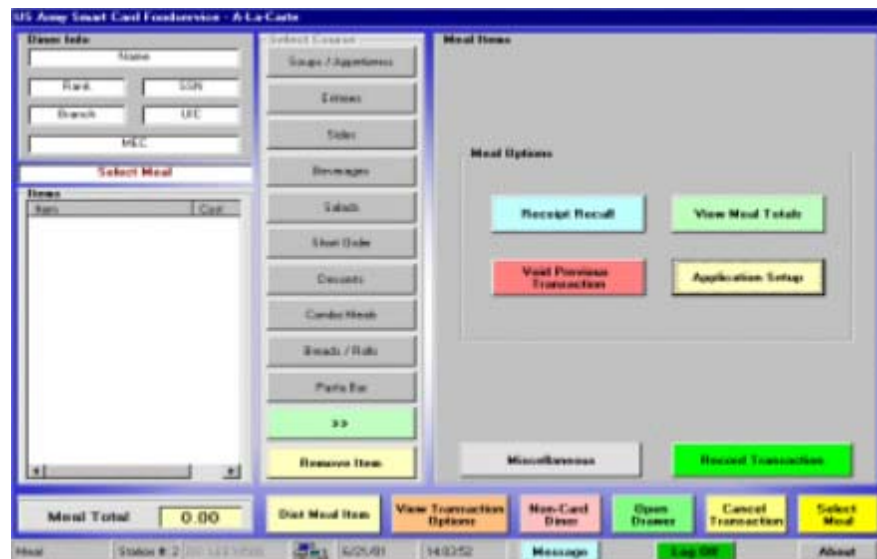 US Army Smart Card Foodservice - A-La-Carte
Diner Info
Name
Rank SSN
Branch UIC
MEC
Select Meal
Items
Item Cost
Meal Total 0.00
Select Course
Soups / Appetizers
Entrees
Sides
Beverages
Salads
Short Order
Desserts
Combo Meals
Breads / Rolls
Pasta Bar
>>
Remove Item
Meal Items
Meal Options
Receipt Recall
View Meal Totals
Void Previous
Transaction
Application Setup
Miscellaneous
Record Transaction
Diet Meal Item
View Transaction
Options
Non-Card
Diner
Open
Drawer
Cancel
Transaction
Select
Meal
Meal Station #: 2 6/21/01 14:03:52 Message Log Off About